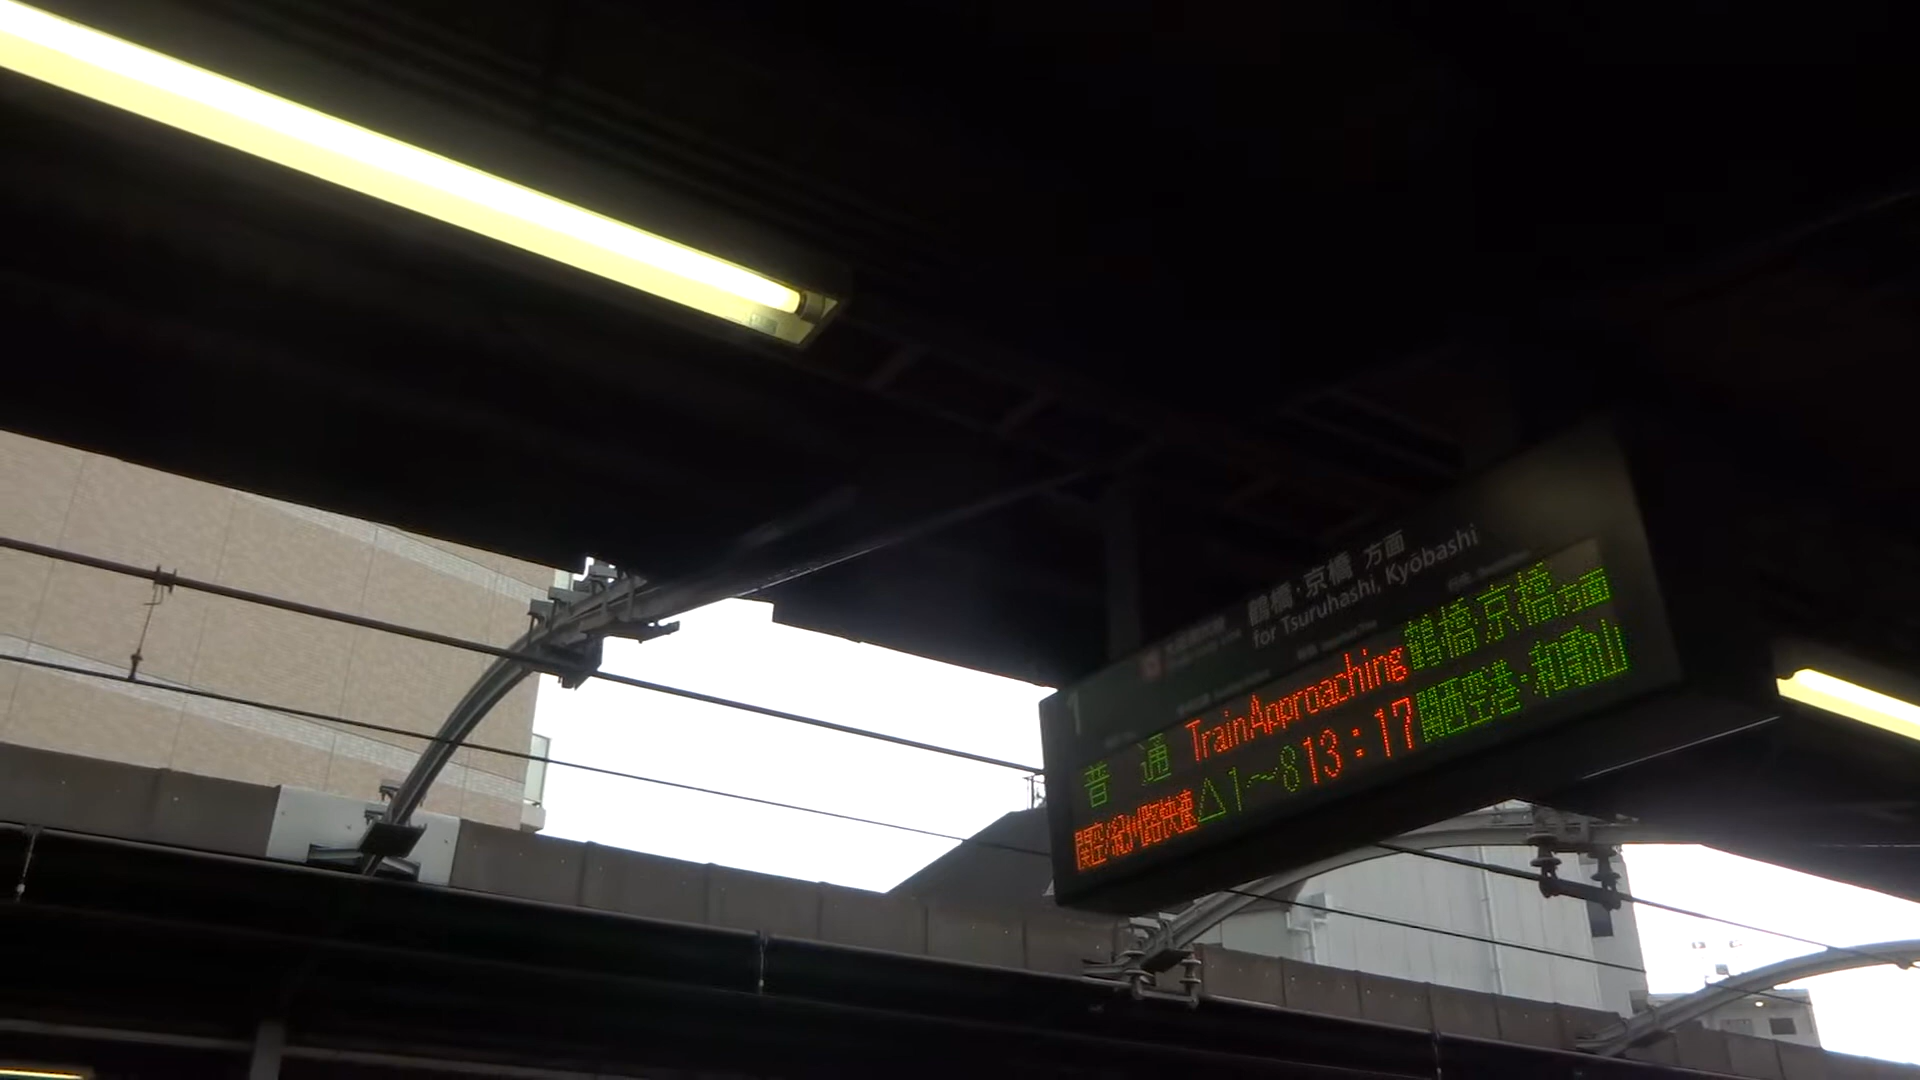 1 鶴橋・京橋 方面
for Tsuruhashi, Kyōbashi
普通 Train Approaching 鶴橋京橋方面
関空/紀州路快速 △1〜8 13:17 関西空港・和歌山